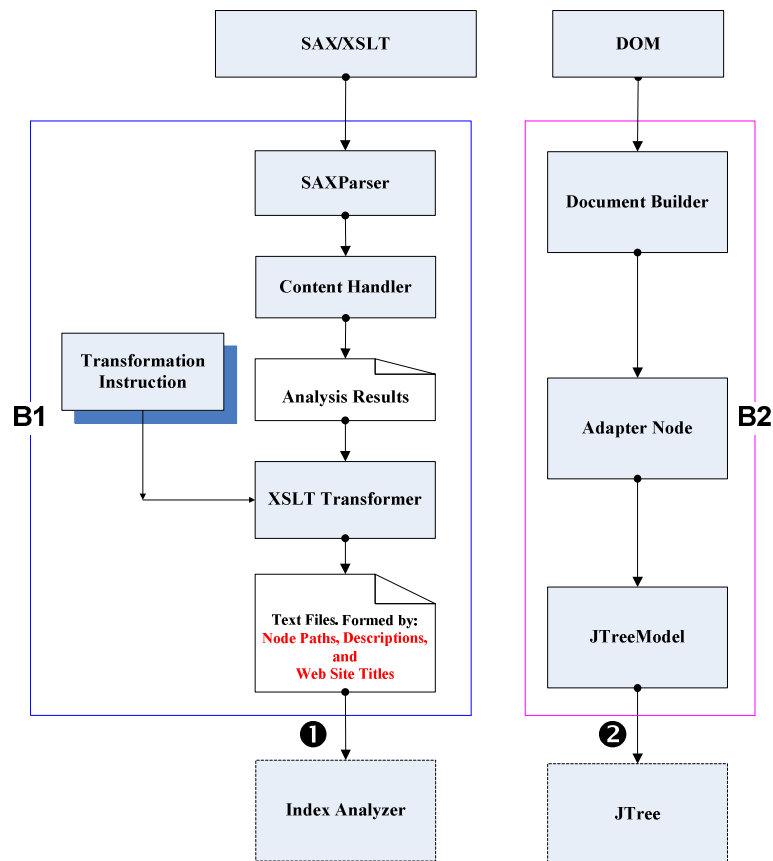 SAX/XSLT
DOM
SAXParser
Document Builder
Content Handler
Transformation
Instruction
Analysis Results
B1
Adapter Node
B2
XSLT Transformer
Text Files. Formed by:
Node Paths, Descriptions,
and
Web Site Titles
JTreeModel
❶
❷
Index Analyzer
JTree